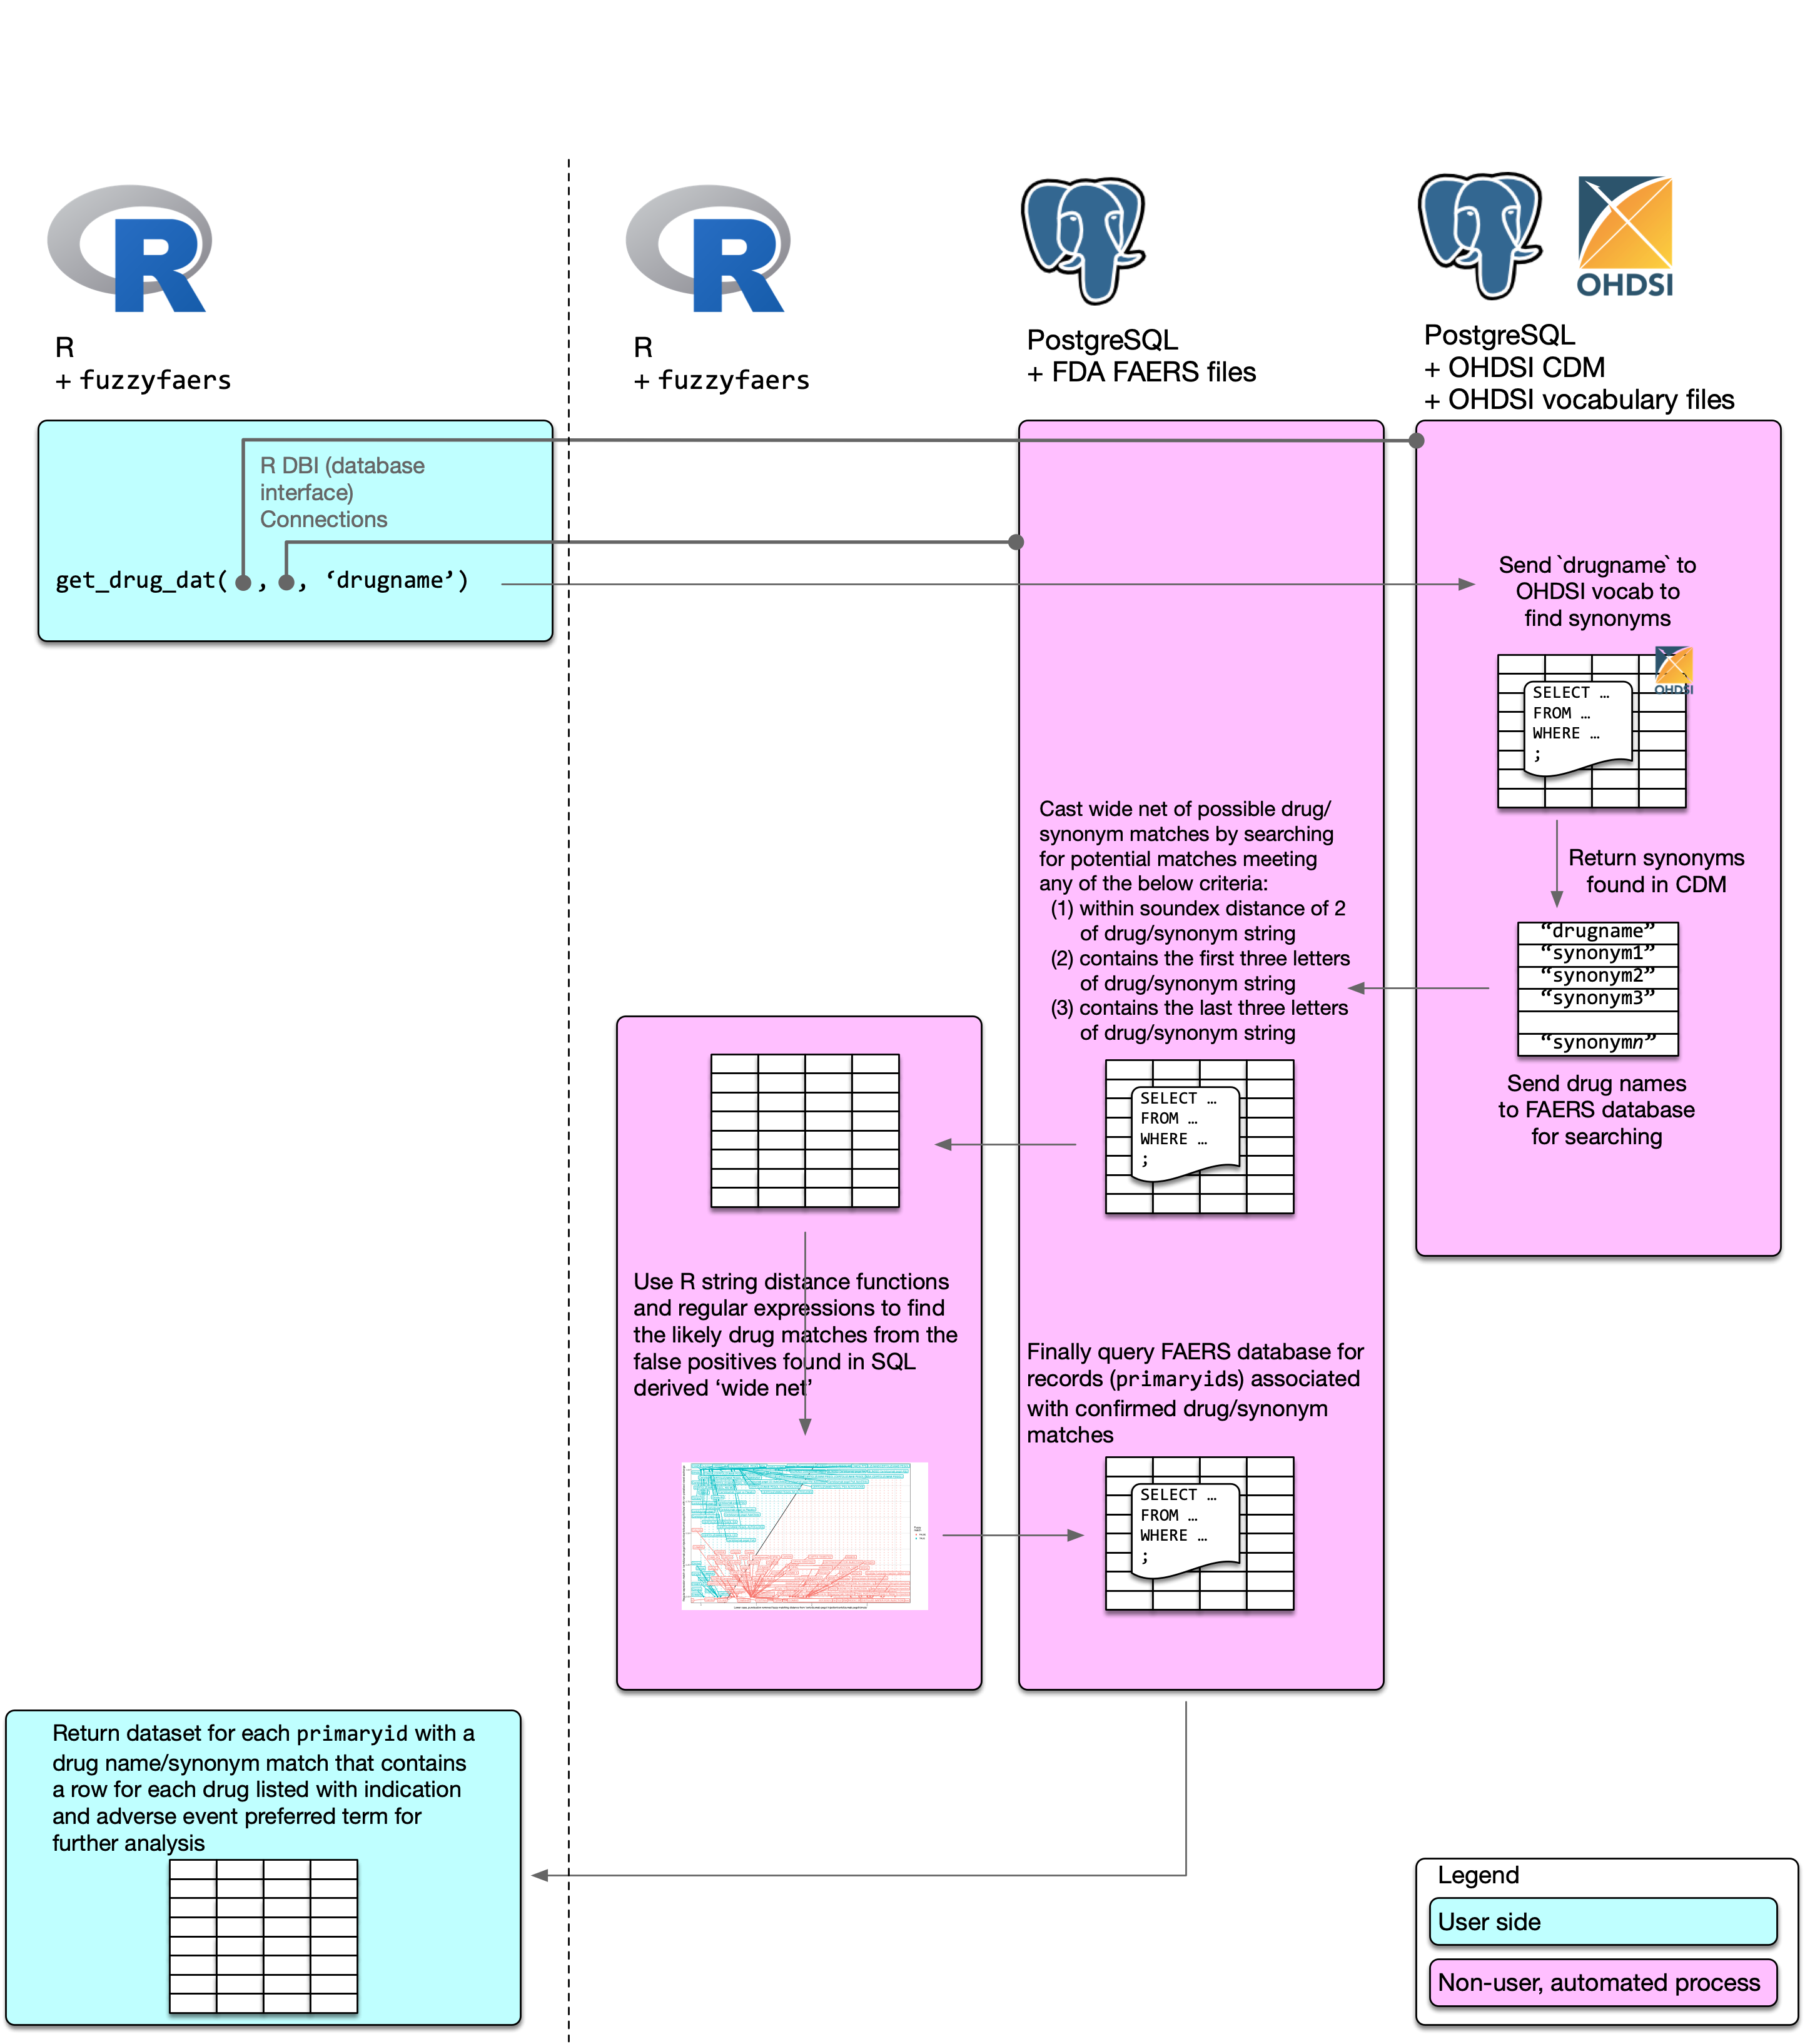 R
+ fuzzyfaers
R
+ fuzzyfaers
PostgreSQL
+ FDA FAERS files
OHDSI
PostgreSQL
+ OHDSI CDM
+ OHDSI vocabulary files
R DBI (database
interface)
Connections
get_drug_dat( , , ‘drugname’)
Send `drugname` to
OHDSI vocab to
find synonyms
OHDSI
SELECT …
FROM …
WHERE …
;
Return synonyms
found in CDM
“drugname”
“synonym1”
“synonym2”
“synonym3”
“synonymn”
Send drug names
to FAERS database
for searching
Cast wide net of possible drug/
synonym matches by searching
for potential matches meeting
any of the below criteria:
(1) within soundex distance of 2
of drug/synonym string
(2) contains the first three letters
of drug/synonym string
(3) contains the last three letters
of drug/synonym string
SELECT …
FROM …
WHERE …
;
Use R string distance functions
and regular expressions to find
the likely drug matches from the
false positives found in SQL
derived ‘wide net’
Finally query FAERS database for
records (primaryids) associated
with confirmed drug/synonym
matches
SELECT …
FROM …
WHERE …
;
Return dataset for each primaryid with a
drug name/synonym match that contains
a row for each drug listed with indication
and adverse event preferred term for
further analysis
Legend
User side
Non-user, automated process